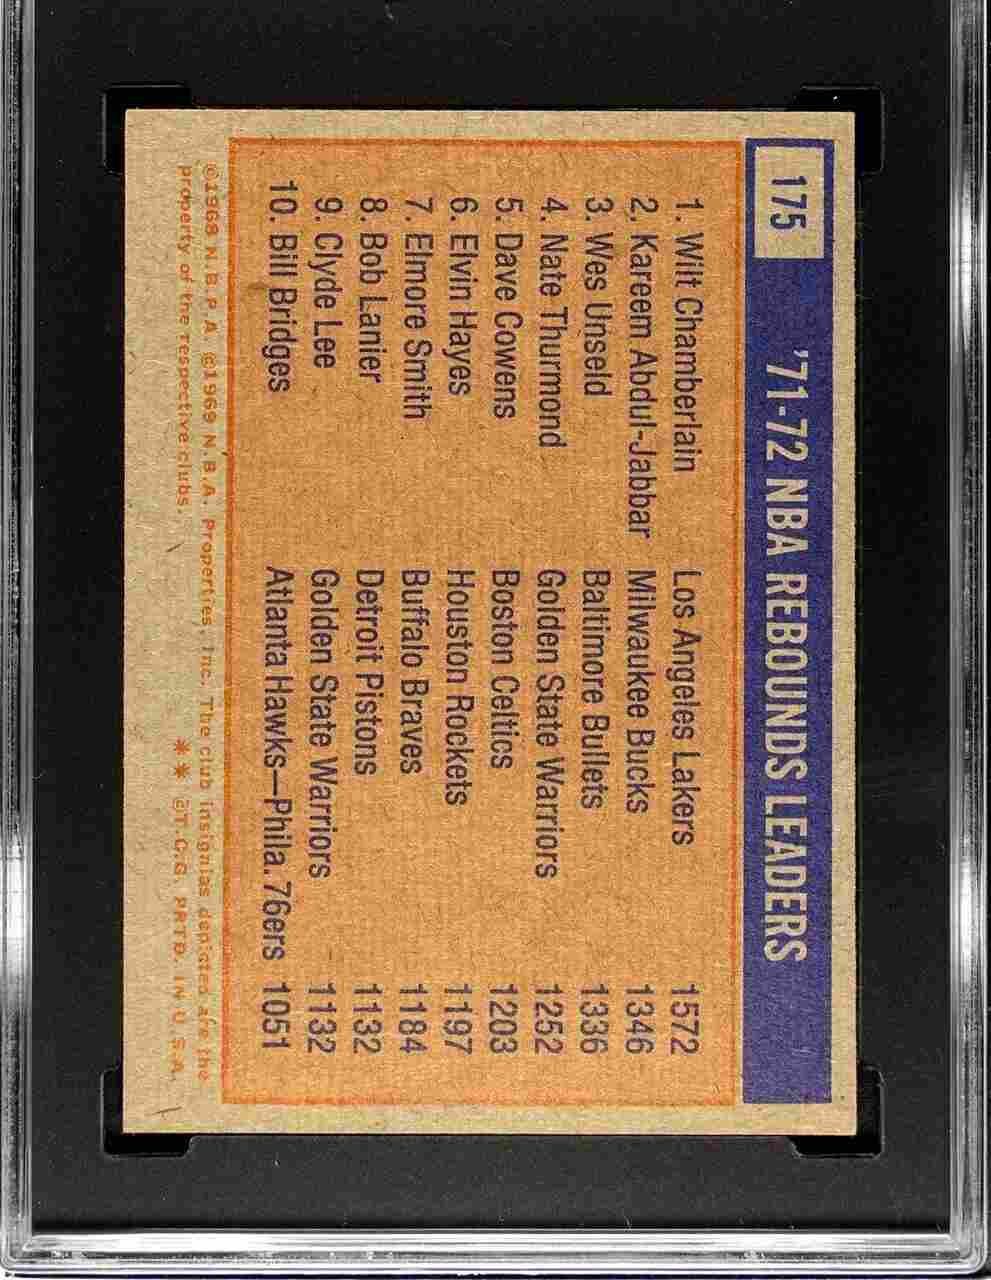 175
'71-72 NBA REBOUNDS LEADERS
1. Wilt Chamberlain Los Angeles Lakers 1572
2. Kareem Abdul-Jabbar Milwaukee Bucks 1346
3. Wes Unseld Baltimore Bullets 1336
4. Nate Thurmond Golden State Warriors 1252
5. Dave Cowens Boston Celtics 1203
6. Elvin Hayes Houston Rockets 1197
7. Elmore Smith Buffalo Braves 1184
8. Bob Lanier Detroit Pistons 1132
9. Clyde Lee Golden State Warriors 1132
10. Bill Bridges Atlanta Hawks—Phila. 76ers 1051
©1968 N.B.P.A. ©1969 N.B.A. Properties, Inc. The club insignias depicted are the
property of the respective clubs. ** ©T.C.G. PRTD. IN U.S.A.